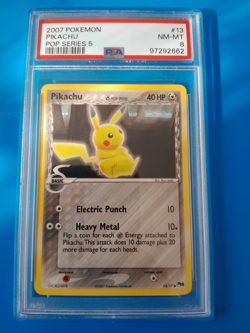 2007 POKEMON #13
PIKACHU NM-MT
POP SERIES 5 PSA 8
97292662
Pikachu 40 HP
BASIC
Electric Punch 10
Heavy Metal 10+
Flip a coin for each Energy attached to
Pikachu. This attack does 10 damage plus 20
more damage for each heads.